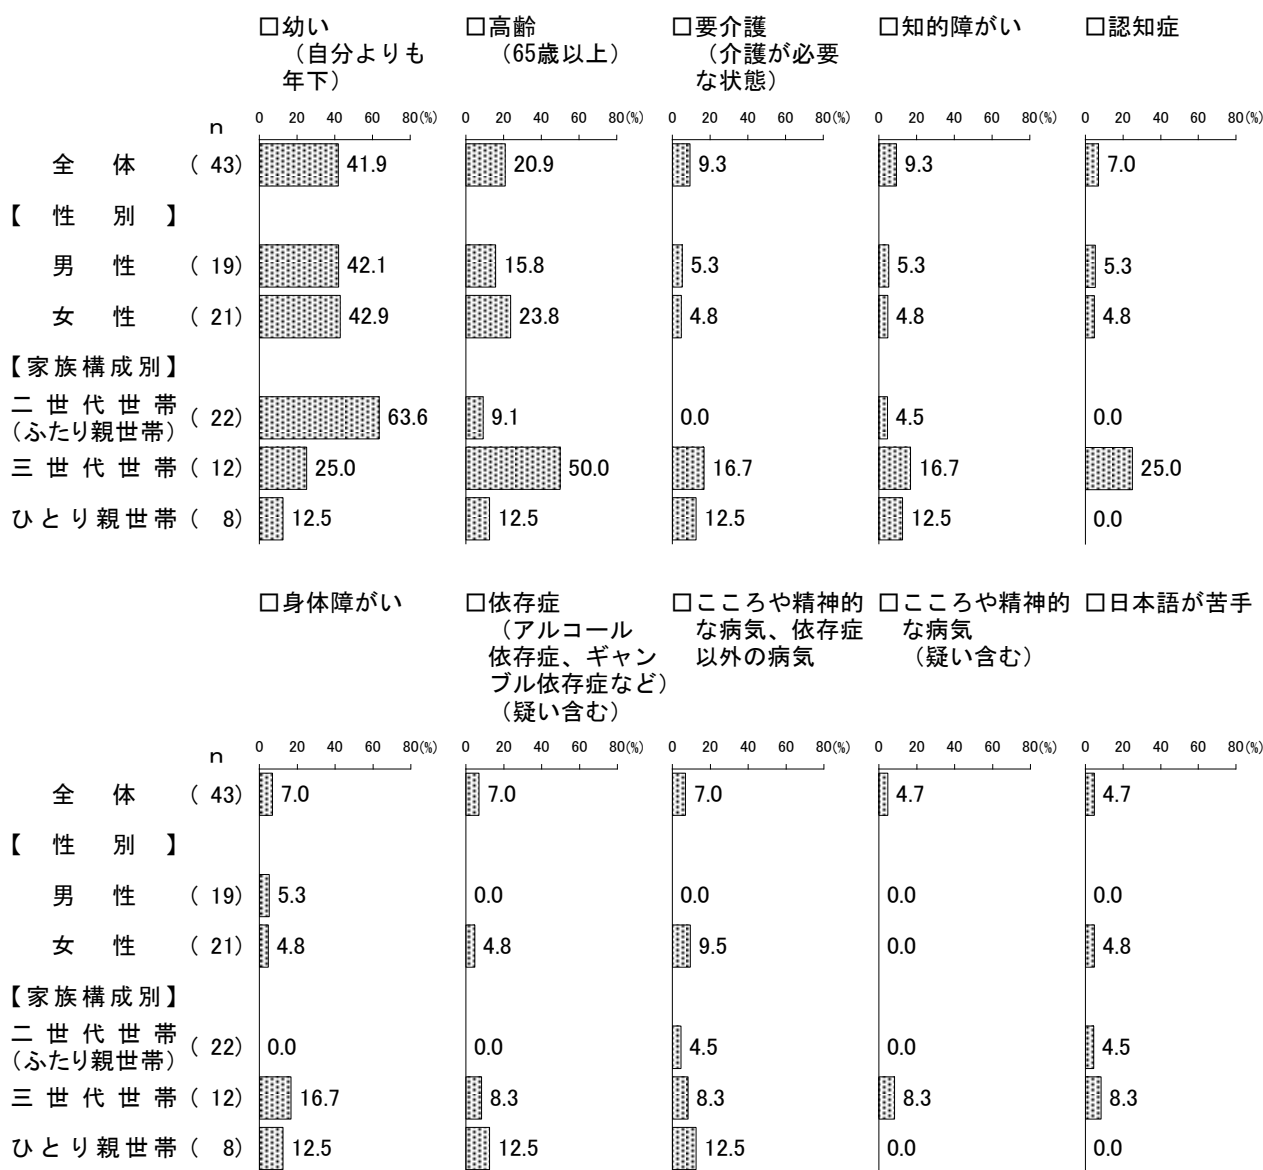 □幼い
（自分よりも
年下）
□高齢
（65歳以上）
□要介護
（介護が必要
な状態）
□知的障がい
□認知症
n
0 20 40 60 80(%)
0 20 40 60 80(%)
0 20 40 60 80(%)
0 20 40 60 80(%)
0 20 40 60 80(%)
全体 ( 43) 41.9 20.9 9.3 9.3 7.0
【性別】
男性 ( 19) 42.1 15.8 5.3 5.3 5.3
女性 ( 21) 42.9 23.8 4.8 4.8 4.8
【家族構成別】
二世代世帯
(ふたり親世帯) ( 22) 63.6 9.1 0.0 4.5 0.0
三世代世帯 ( 12) 25.0 50.0 16.7 16.7 25.0
ひとり親世帯 ( 8) 12.5 12.5 12.5 12.5 0.0
□身体障がい
□依存症
（アルコール
依存症、ギャン
ブル依存症など）
（疑い含む）
□こころや精神的
な病気、依存症
以外の病気
□こころや精神的
な病気
（疑い含む）
□日本語が苦手
n
0 20 40 60 80(%)
0 20 40 60 80(%)
0 20 40 60 80(%)
0 20 40 60 80(%)
0 20 40 60 80(%)
全体 ( 43) 7.0 7.0 7.0 4.7 4.7
【性別】
男性 ( 19) 5.3 0.0 0.0 0.0 0.0
女性 ( 21) 4.8 4.8 9.5 0.0 4.8
【家族構成別】
二世代世帯
(ふたり親世帯) ( 22) 0.0 0.0 4.5 0.0 4.5
三世代世帯 ( 12) 16.7 8.3 8.3 8.3 8.3
ひとり親世帯 ( 8) 12.5 12.5 12.5 0.0 0.0